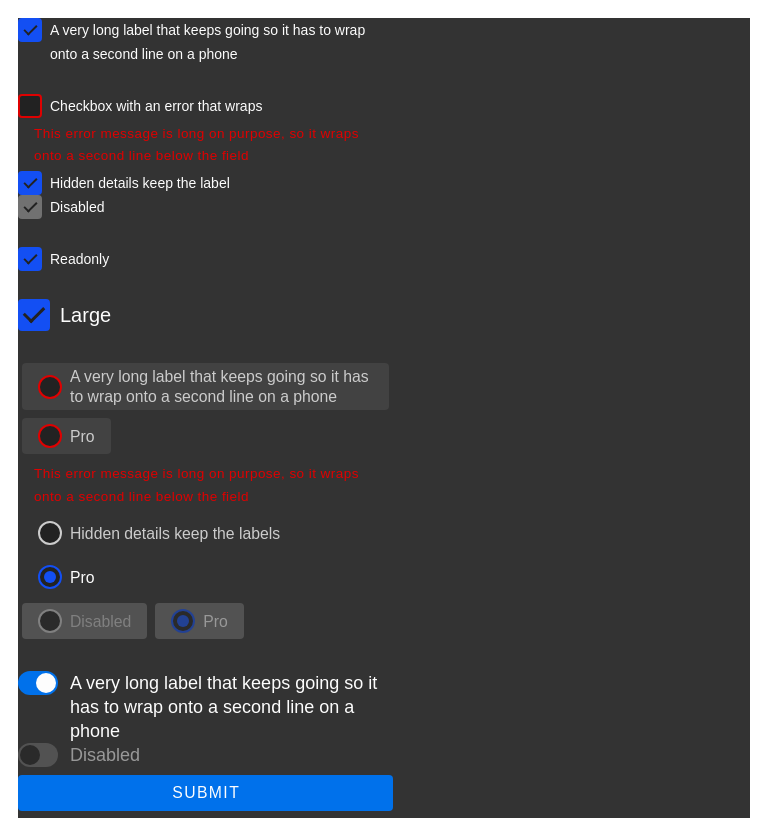 A very long label that keeps going so it has to wrap
onto a second line on a phone
Checkbox with an error that wraps
This error message is long on purpose, so it wraps
onto a second line below the field
Hidden details keep the label
Disabled
Readonly
Large
A very long label that keeps going so it has
to wrap onto a second line on a phone
Pro
This error message is long on purpose, so it wraps
onto a second line below the field
Hidden details keep the labels
Pro
Disabled Pro
A very long label that keeps going so it
has to wrap onto a second line on a
phone
Disabled
SUBMIT